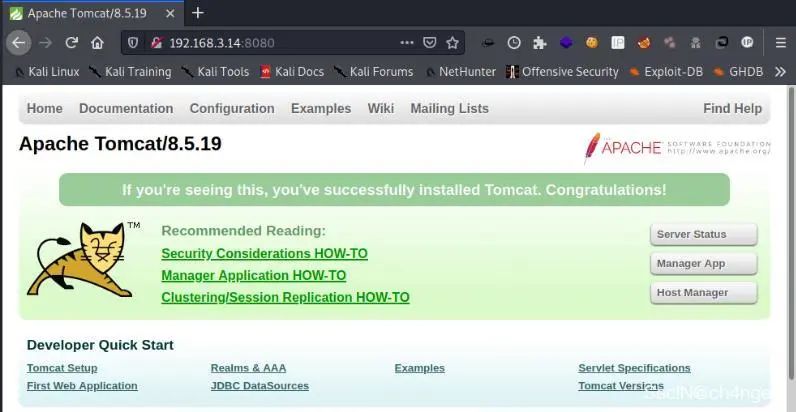 Apache Tomcat/8.5.19
192.168.3.14:8080
Kali Linux Kali Training Kali Tools Kali Docs Kali Forums NetHunter Offensive Security Exploit-DB GHDB
Home Documentation Configuration Examples Wiki Mailing Lists Find Help
Apache Tomcat/8.5.19
THE APACHE SOFTWARE FOUNDATION
http://www.apache.org/
If you're seeing this, you've successfully installed Tomcat. Congratulations!
TM
Recommended Reading:
Security Considerations HOW-TO
Manager Application HOW-TO
Clustering/Session Replication HOW-TO
Server Status
Manager App
Host Manager
Developer Quick Start
Tomcat Setup Realms & AAA Examples Servlet Specifications
First Web Application JDBC DataSources Tomcat Versions